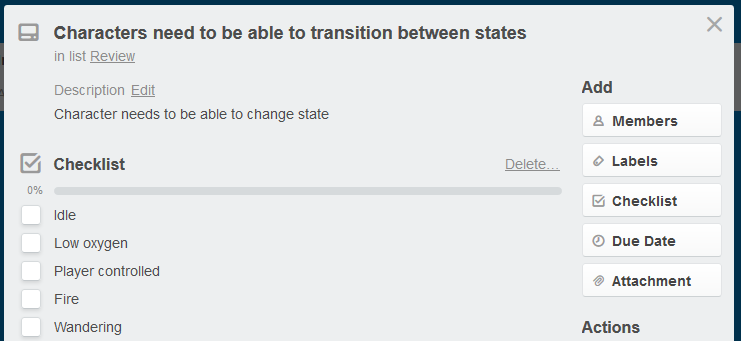 Characters need to be able to transition between states
in list Review
Description Edit
Character needs to be able to change state
Checklist Delete...
0%
Idle
Low oxygen
Player controlled
Fire
Wandering
Add
Members
Labels
Checklist
Due Date
Attachment
Actions